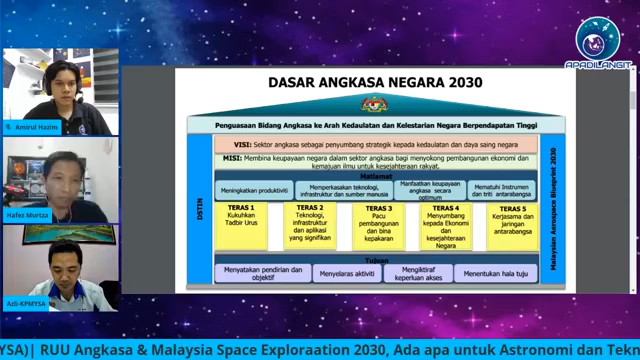 APADILANGIT
DASAR ANGKASA NEGARA 2030
Penguasaan Bidang Angkasa ke Arah Kedaulatan dan Kelestarian Negara Berpendapatan Tinggi
VISI: Sektor angkasa sebagai penyumbang strategik kepada kedaulatan dan daya saing negara
MISI: Membina keupayaan negara dalam sektor angkasa bagi menyokong pembangunan ekonomi dan
kemajuan ilmu untuk kesejahteraan rakyat.
Matlamat
Meningkatkan produktiviti
Memperkasakan teknologi,
infrastruktur dan sumber manusia
Manfaatkan keupayaan
angkasa secara
optimum
Mematuhi Instrumen
dan triti antarabangsa
DSTIN
TERAS 1
Kukuhkan
Tadbir Urus
TERAS 2
Teknologi,
infrastruktur
dan aplikasi
yang signifikan
TERAS 3
Pacu
pembangunan
dan bina
kepakaran
TERAS 4
Menyumbang
kepada Ekonomi
dan
kesejahteraan
Negara
TERAS 5
Kerjasama dan
jaringan
antarabangsa
Malaysian Aerospace Blueprint 2030
Tujuan
Menyatakan pendirian dan
objektif
Menyelaras aktiviti
Mengiktiraf
keperluan akses
Menentukan hala tuju
Amirul Hazim
Hafez Murtza
Azli-KPMYSA
YSA)| RUU Angkasa & Malaysia Space Exploraation 2030, Ada apa untuk Astronomi dan Tekn